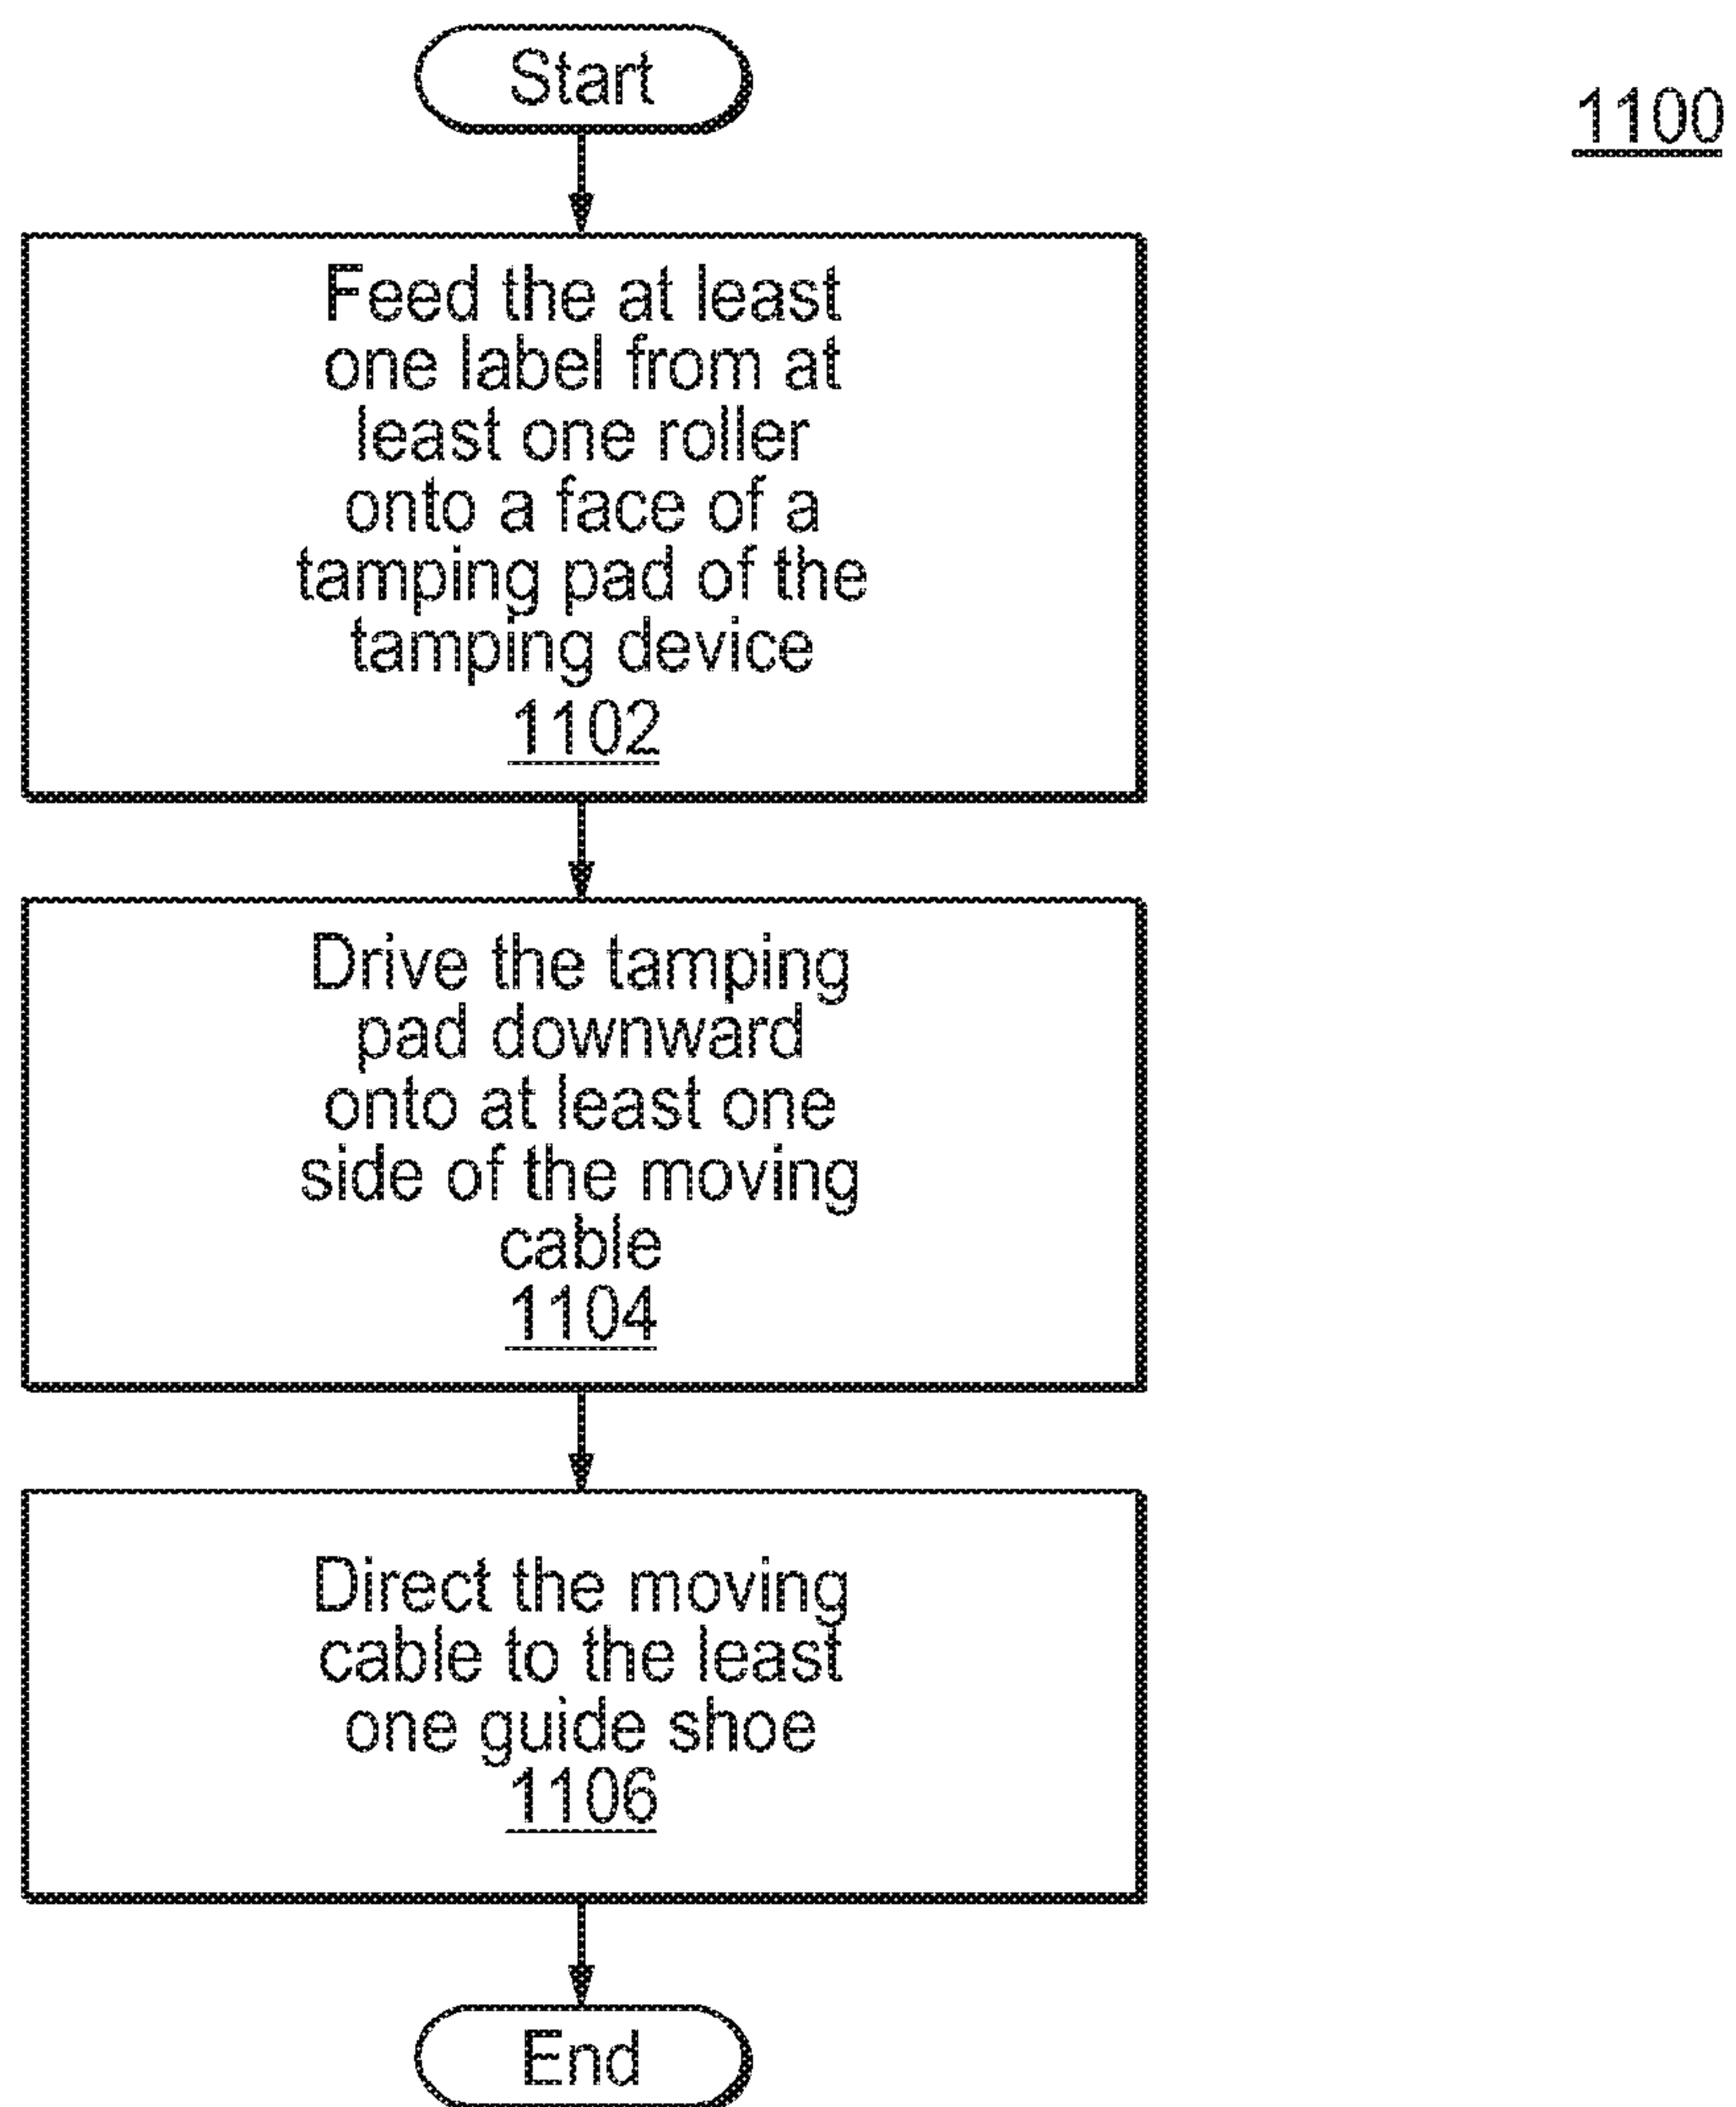 Start
1100
Feed the at least
one label from at
least one roller
onto a face of a
tamping pad of the
tamping device
1102
Drive the tamping
pad downward
onto at least one
side of the moving
cable
1104
Direct the moving
cable to the least
one guide shoe
1106
End